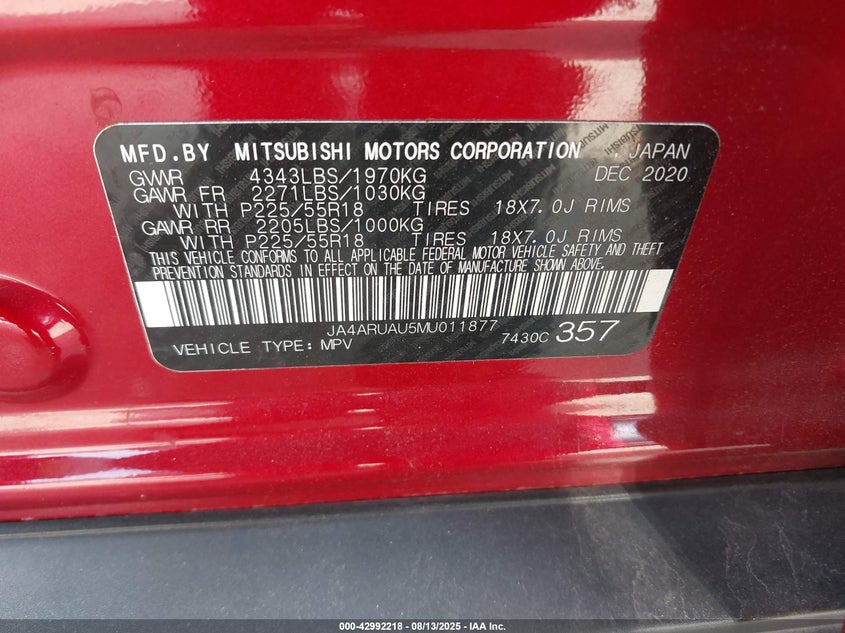 MFD.BY MITSUBISHI MOTORS CORPORATION , JAPAN
GVWR 4343LBS/1970KG DEC 2020
GAWR FR 2271LBS/1030KG
WITH P225/55R18 TIRES 18X7.0J RIMS
GAWR RR 2205LBS/1000KG
WITH P225/55R18 TIRES 18X7.0J RIMS
THIS VEHICLE CONFORMS TO ALL APPLICABLE FEDERAL MOTOR VEHICLE SAFETY AND THEFT
PREVENTION STANDARDS IN EFFECT ON THE DATE OF MANUFACTURE SHOWN ABOVE.
JA4ARUAU5MU011877
VEHICLE TYPE:MPV 7430C 357
000-42992218 - 08/13/2025 - IAA Inc.